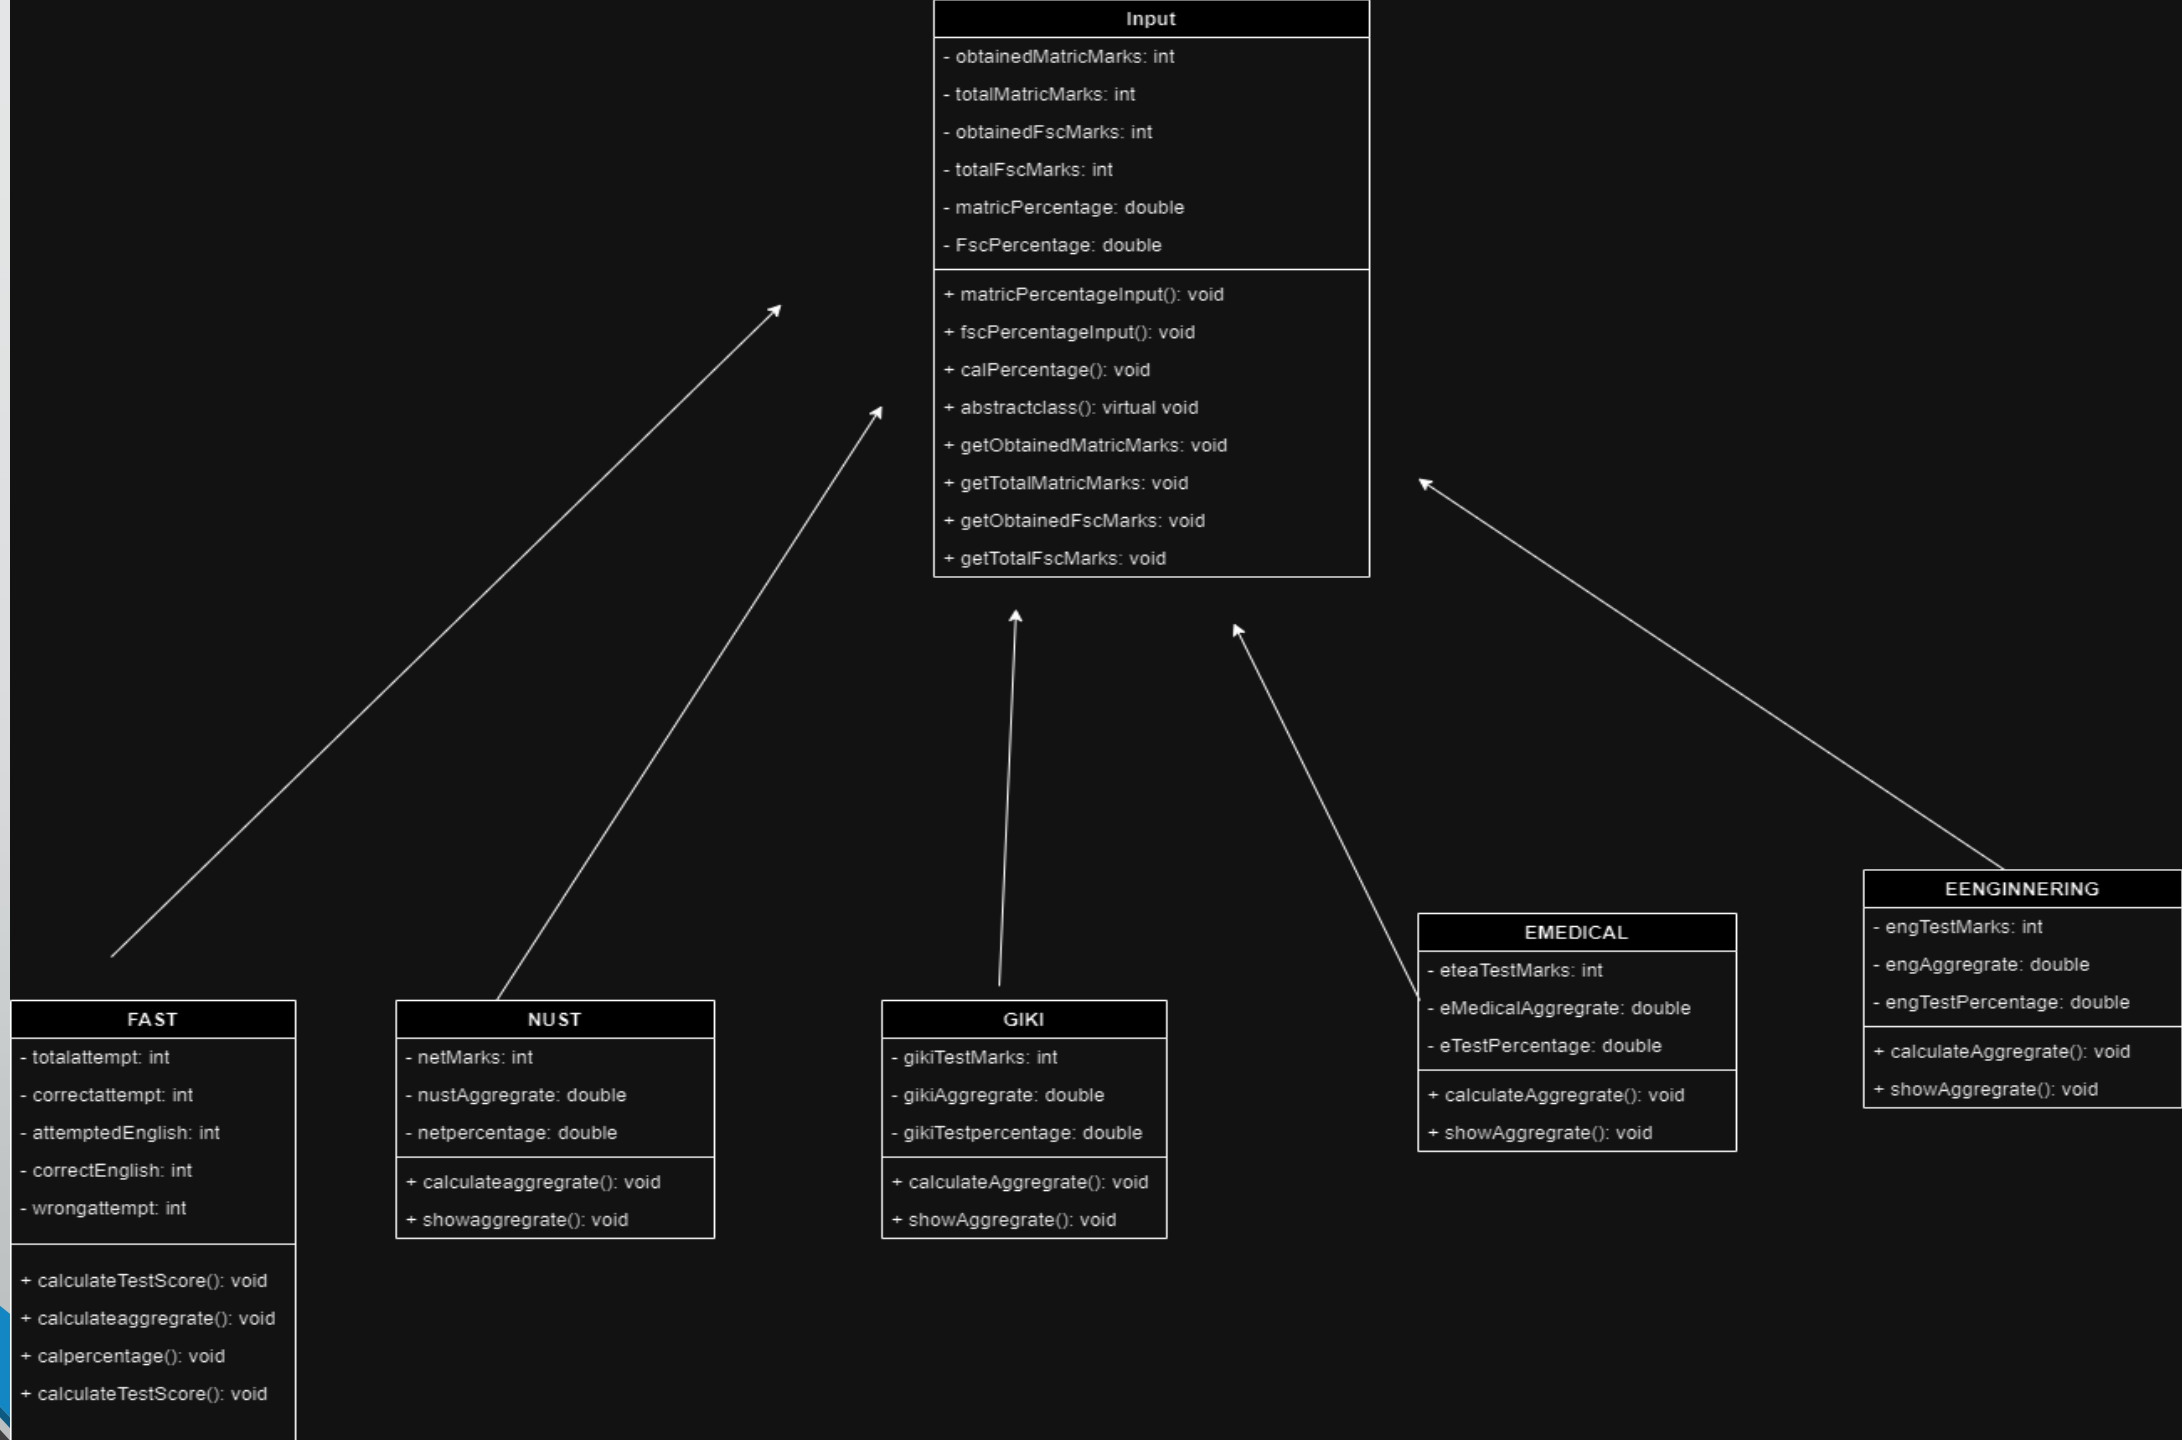 Input
- obtainedMatricMarks: int
- totalMatricMarks: int
- obtainedFscMarks: int
- totalFscMarks: int
- matricPercentage: double
- FscPercentage: double
+ matricPercentageInput(): void
+ fscPercentageInput(): void
+ calPercentage(): void
+ abstractclass(): virtual void
+ getObtainedMatricMarks: void
+ getTotalMatricMarks: void
+ getObtainedFscMarks: void
+ getTotalFscMarks: void
FAST
- totalattempt: int
- correctattempt: int
- attemptedEnglish: int
- correctEnglish: int
- wrongattempt: int
+ calculateTestScore(): void
+ calculateaggregrate(): void
+ calpercentage(): void
+ calculateTestScore(): void
NUST
- netMarks: int
- nustAggregrate: double
- netpercentage: double
+ calculateaggregrate(): void
+ showaggregrate(): void
GIKI
- gikiTestMarks: int
- gikiAggregrate: double
- gikiTestpercentage: double
+ calculateAggregrate(): void
+ showAggregrate(): void
EMEDICAL
- eteaTestMarks: int
- eMedicalAggregrate: double
- eTestPercentage: double
+ calculateAggregrate(): void
+ showAggregrate(): void
EENGINNERING
- engTestMarks: int
- engAggregrate: double
- engTestPercentage: double
+ calculateAggregrate(): void
+ showAggregrate(): void